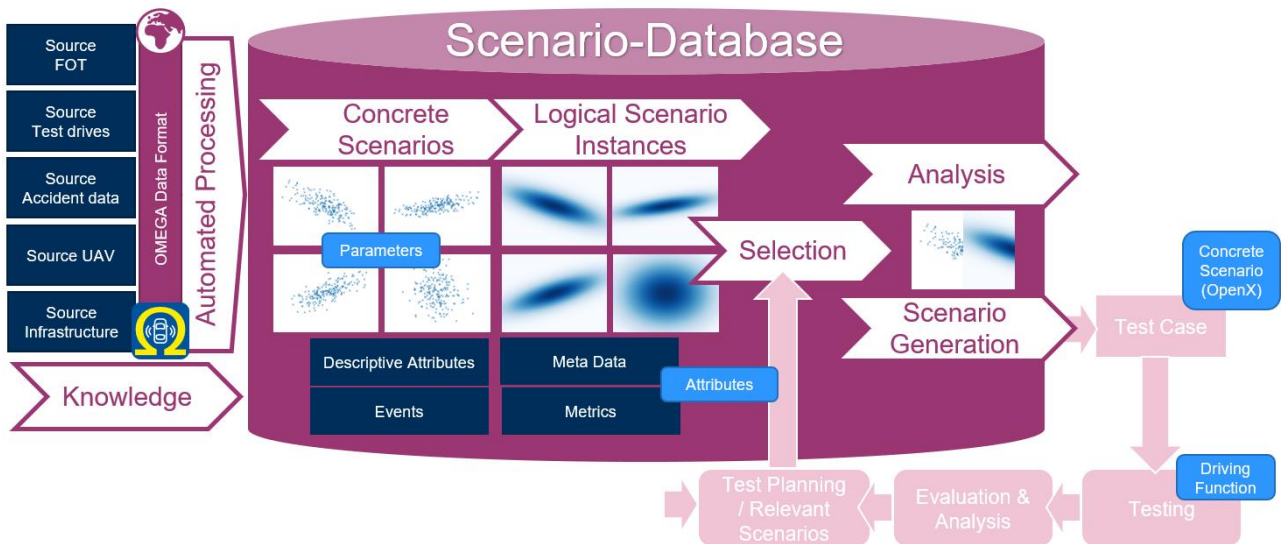 Scenario-Database
Source
FOT
Source
Test drives
Source
Accident data
Source UAV
Source
Infrastructure
OMEGA Data Format
Automated Processing
Knowledge
Concrete
Scenarios
Logical Scenario
Instances
Parameters
Descriptive Attributes
Meta Data
Events
Metrics
Attributes
Selection
Analysis
Scenario
Generation
Concrete
Scenario
(OpenX)
Test Case
Driving
Function
Testing
Evaluation &
Analysis
Test Planning
/ Relevant
Scenarios